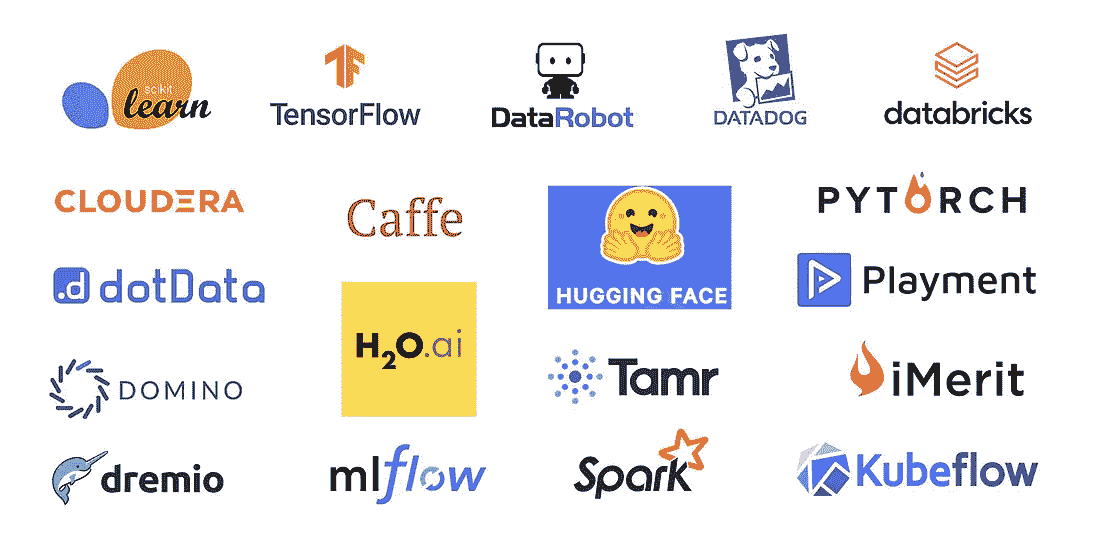 scikit
learn
TensorFlow
DataRobot
DATADOG
databricks
CLOUDERA
Caffe
HUGGING FACE
PYTORCH
.d dotData
Playment
H2O.ai
DOMINO
Tamr
iMerit
dremio
mlflow
Spark
Kubeflow